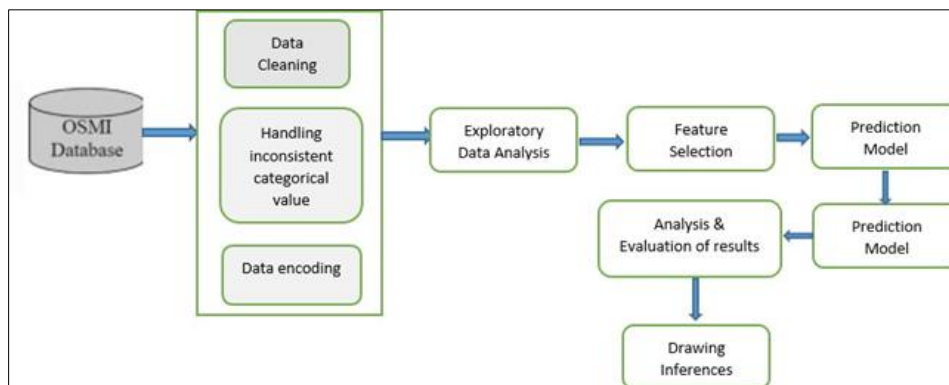 OSMI
Database
Data
Cleaning
Handling
inconsistent
categorical
value
Data encoding
Exploratory
Data Analysis
Feature
Selection
Prediction
Model
Prediction
Model
Analysis &
Evaluation of results
Drawing
Inferences